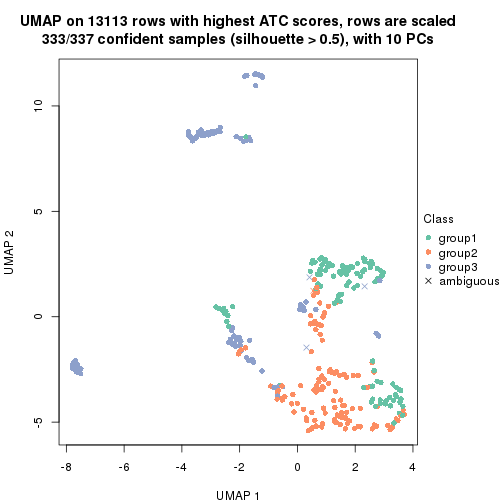 UMAP on 13113 rows with highest ATC scores, rows are scaled
333/337 confident samples (silhouette > 0.5), with 10 PCs
UMAP 2
10
5
0
-5
-8
-6
-4
-2
0
2
4
UMAP 1
Class
group1
group2
group3
ambiguous